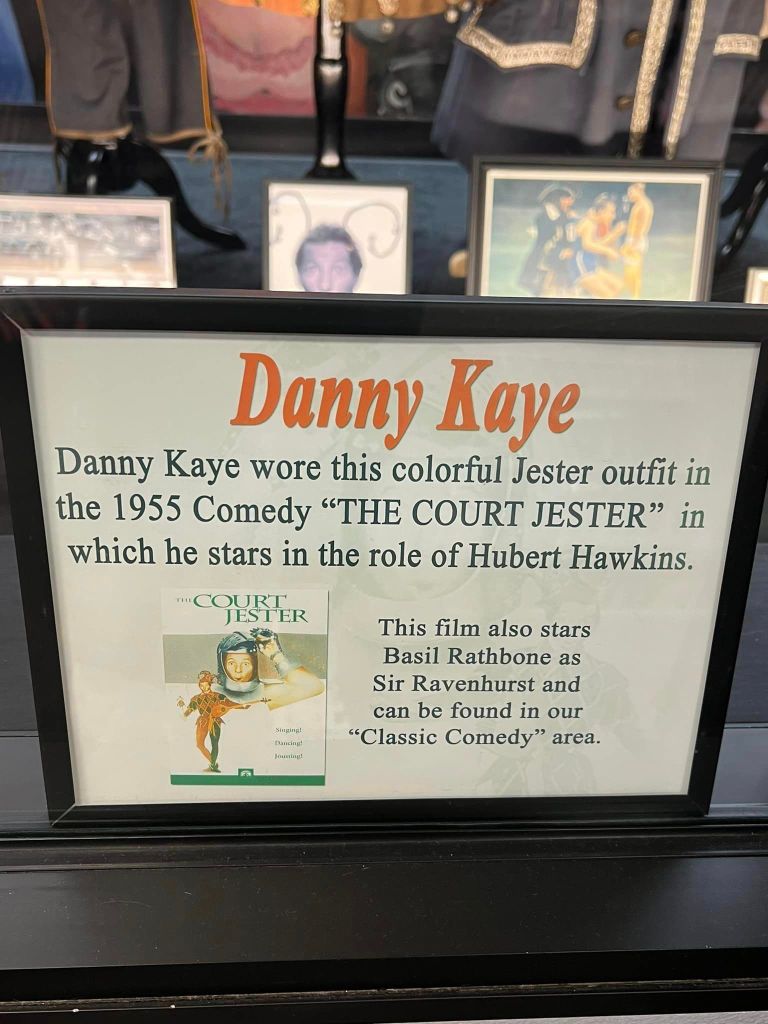 Danny Kaye
Danny Kaye wore this colorful Jester outfit in
the 1955 Comedy “THE COURT JESTER” in
which he stars in the role of Hubert Hawkins.
THE COURT
JESTER
Singing!
Dancing!
Jousting!
This film also stars
Basil Rathbone as
Sir Ravenhurst and
can be found in our
“Classic Comedy” area.